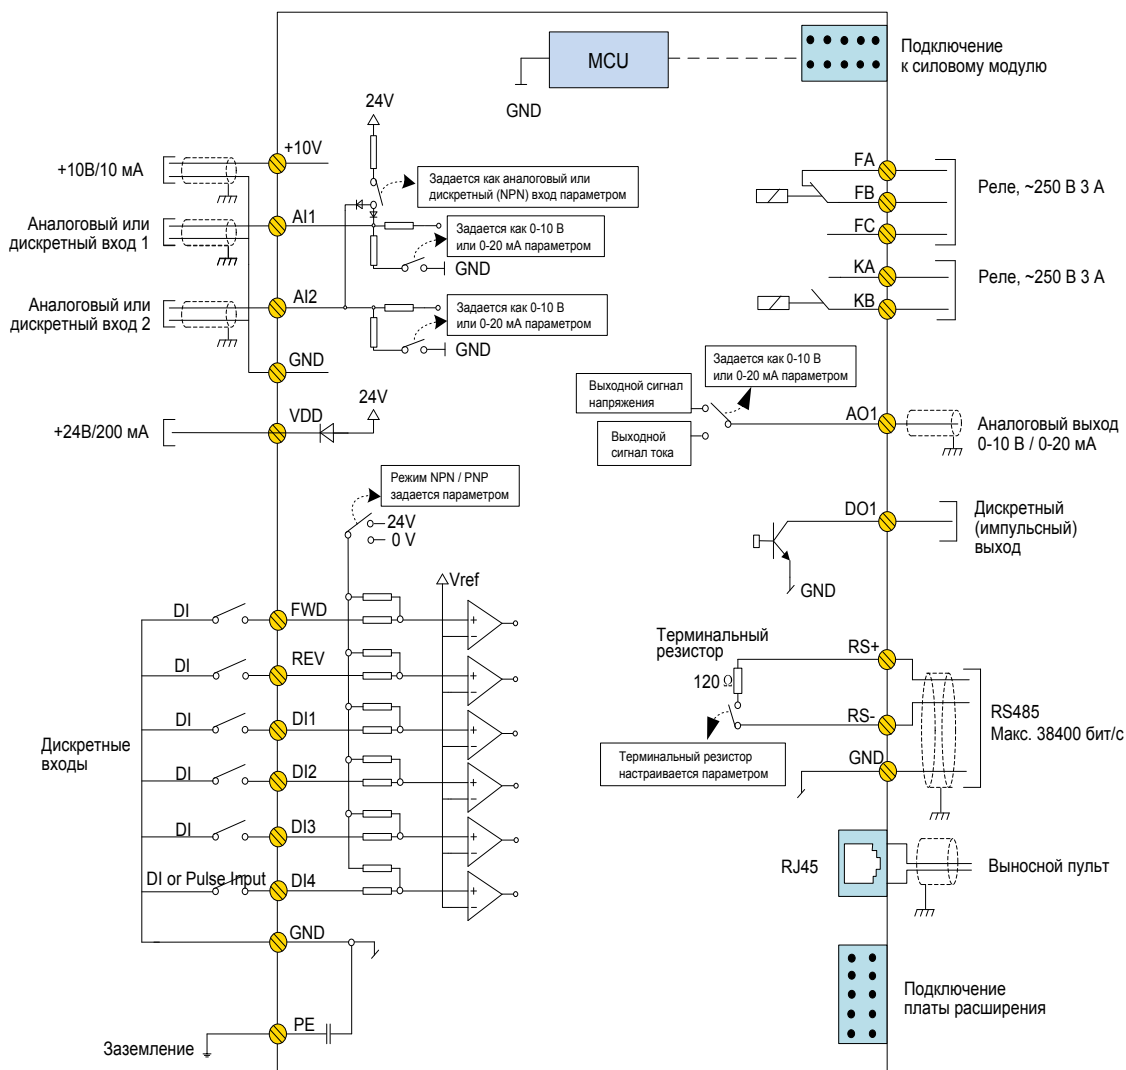 MCU
GND
Подключение
к силовому модулю
24V
+10V
+10В/10 мА
Задается как аналоговый или
дискретный (NPN) вход параметром
Аналоговый или
дискретный вход 1
AI1
Задается как 0-10 В
или 0-20 мА параметром
GND
Аналоговый или
дискретный вход 2
AI2
Задается как 0-10 В
или 0-20 мА параметром
GND
GND
24V
VDD
+24В/200 мА
Режим NPN / PNP
задается параметром
24V
0 V
Vref
DI
FWD
+
−
DI
REV
+
−
DI
DI1
+
−
Дискретные
входы
DI
DI2
+
−
DI
DI3
+
−
DI or Pulse Input
DI4
+
−
GND
PE
Заземление
FA
FB
FC
Реле, ~250 В 3 А
KA
KB
Реле, ~250 В 3 А
Задается как 0-10 В
или 0-20 мА параметром
Выходной сигнал
напряжения
Выходной
сигнал тока
AO1
Аналоговый выход
0-10 В / 0-20 мА
DO1
Дискретный
(импульсный)
выход
GND
Терминальный
резистор
120 Ω
RS+
RS-
GND
RS485
Макс. 38400 бит/с
Терминальный резистор
настраивается параметром
RJ45
Выносной пульт
Подключение
платы расширения